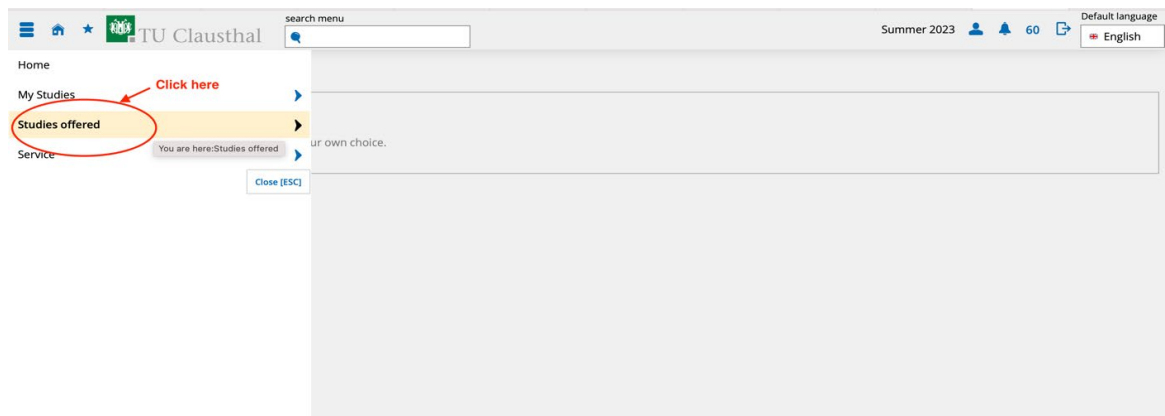 search menu
TU Clausthal
Summer 2023
60
Default language
English
Home
Click here
My Studies
Studies offered
You are here:Studies offered
ur own choice.
Service
Close [ESC]